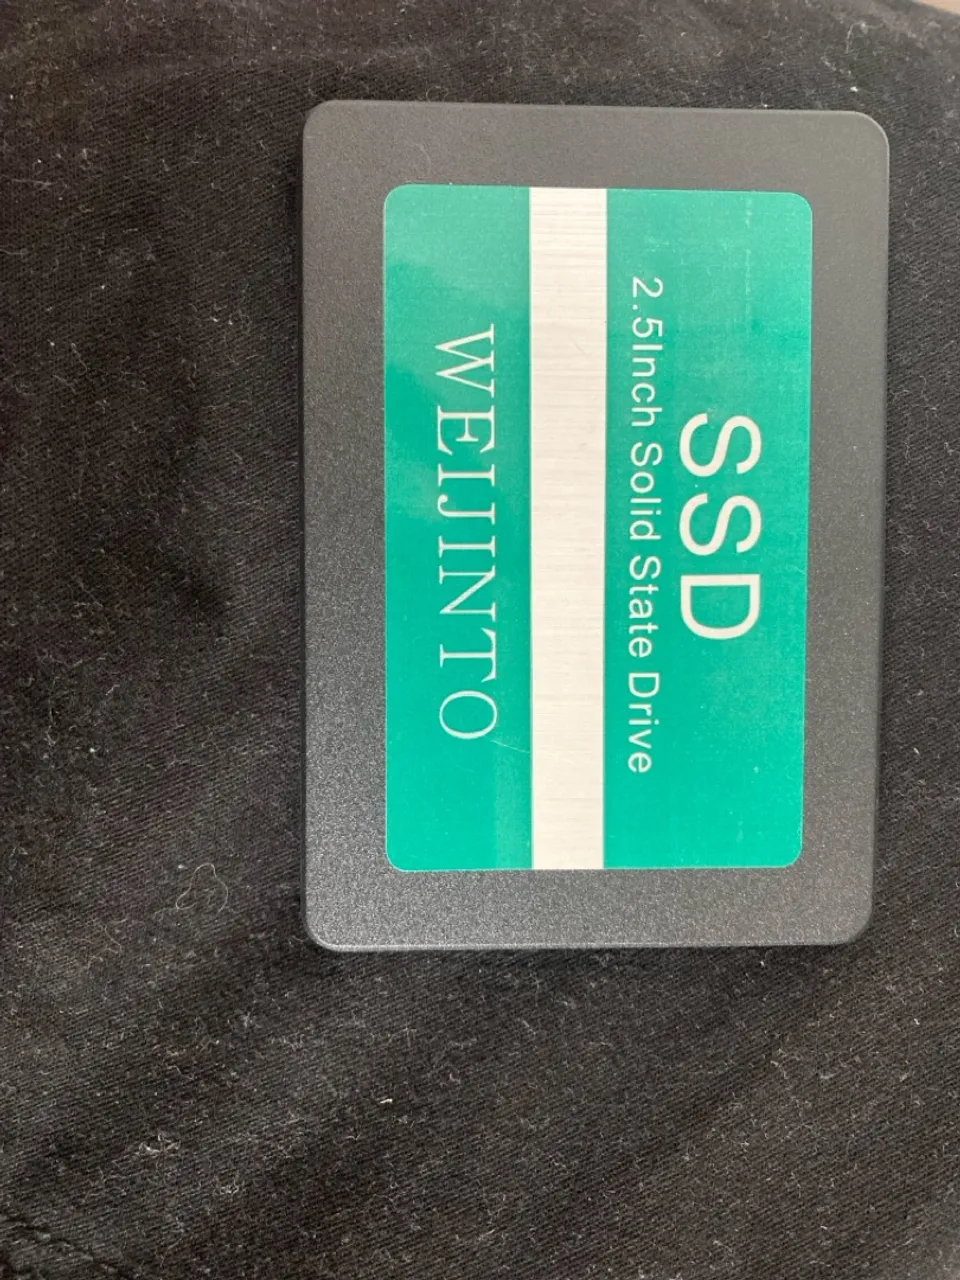 SSD
2.5Inch Solid State Drive
WEIJINTO